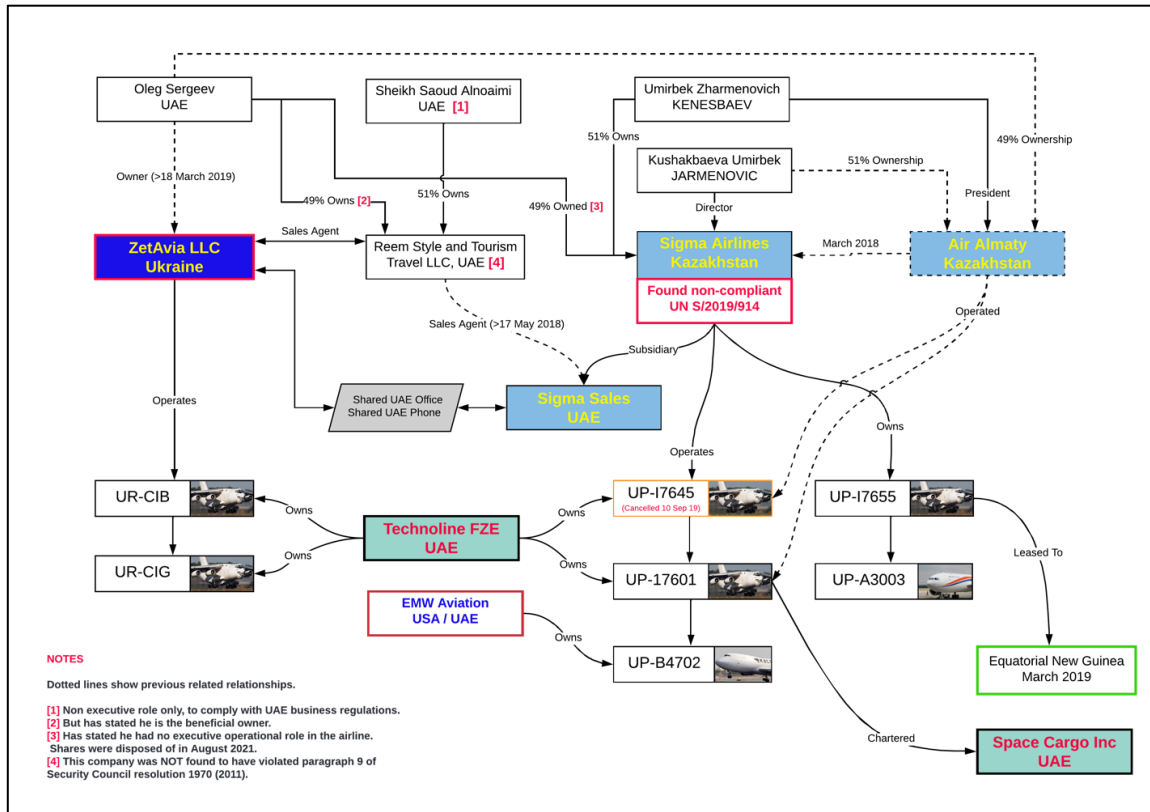 Oleg Sergeev
UAE
Sheikh Saoud Alnoaimi
UAE [1]
Umirbek Zharmenovich
KENESBAEV
51% Owns
49% Ownership
Kushakbaeva Umirbek
JARMENOVIC
51% Ownership
Owner (>18 March 2019)
51% Owns
49% Owns [2]
49% Owned [3]
Director
President
ZetAvia LLC
Ukraine
Sales Agent
Reem Style and Tourism
Travel LLC, UAE [4]
Sigma Airlines
Kazakhstan
March 2018
Air Almaty
Kazakhstan
Found non-compliant
UN S/2019/914
Sales Agent (>17 May 2018)
Operated
Subsidiary
Operates
Shared UAE Office
Shared UAE Phone
Sigma Sales
UAE
Owns
Operates
UR-CIB
Owns
Technoline FZE
UAE
Owns
UP-I7645
(Cancelled 10 Sep 19)
UP-I7655
UR-CIG
Owns
Owns
UP-17601
UP-A3003
Leased To
EMW Aviation
USA / UAE
Owns
UP-B4702
Equatorial New Guinea
March 2019
Chartered
Space Cargo Inc
UAE
NOTES
Dotted lines show previous related relationships.
[1] Non executive role only, to comply with UAE business regulations.
[2] But has stated he is the beneficial owner.
[3] Has stated he had no executive operational role in the airline.
Shares were disposed of in August 2021.
[4] This company was NOT found to have violated paragraph 9 of
Security Council resolution 1970 (2011).